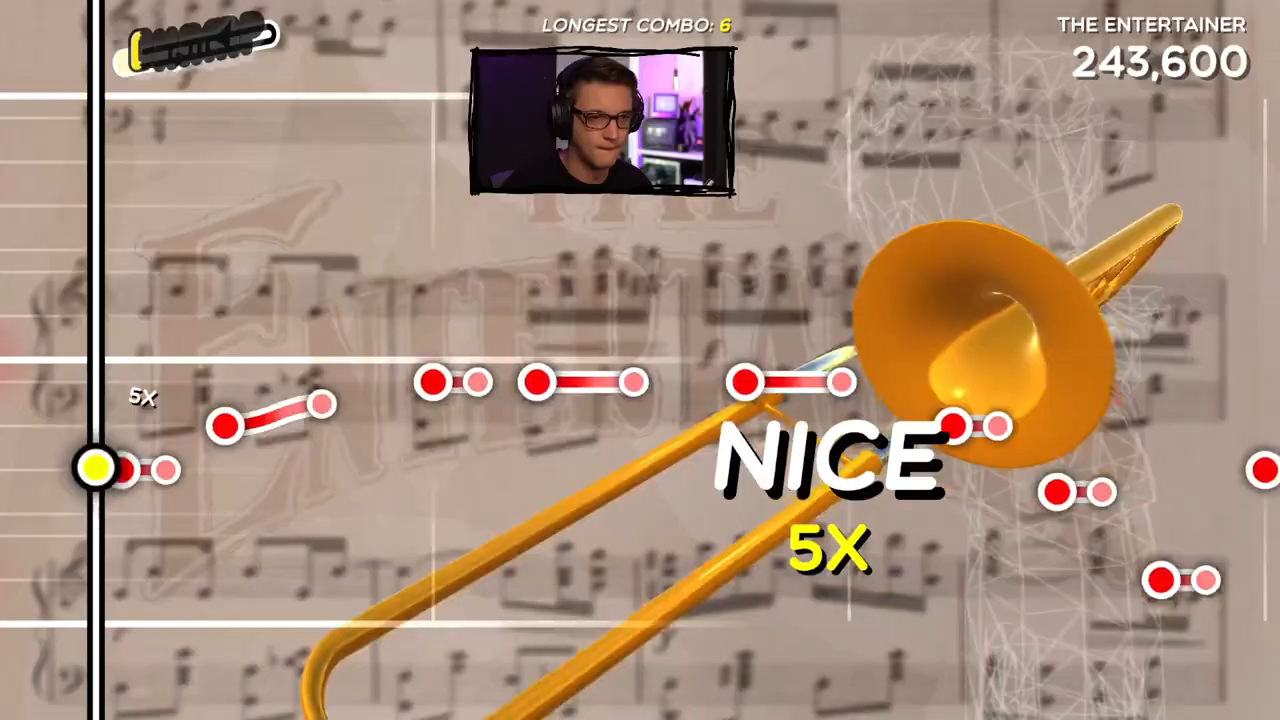 LONGEST COMBO: 6
THE ENTERTAINER
243,600
5X
NICE
5X